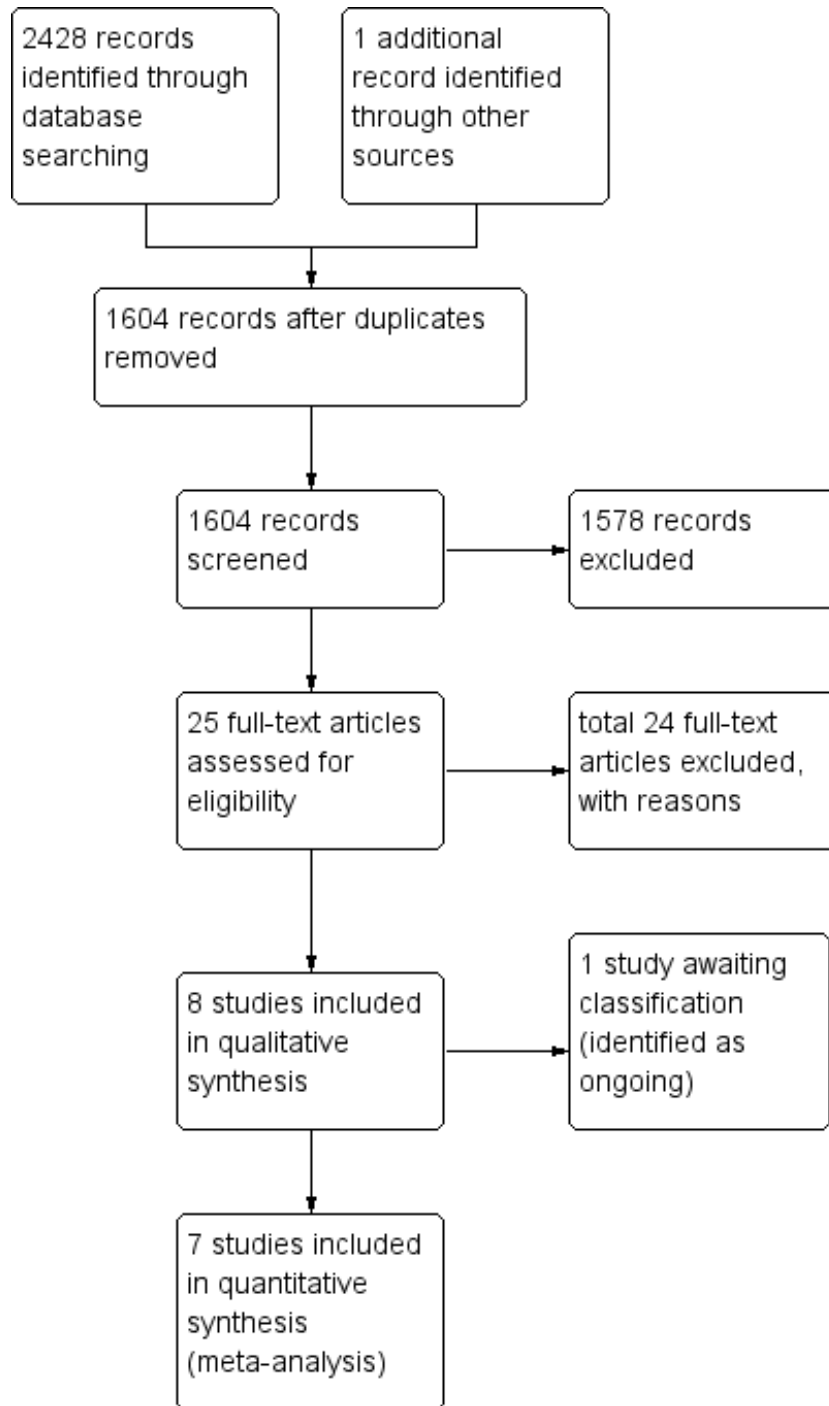 2428 records
identified through
database
searching
1 additional
record identified
through other
sources
1604 records after duplicates
removed
1604 records
screened
1578 records
excluded
25 full-text articles
assessed for
eligibility
total 24 full-text
articles excluded,
with reasons
8 studies included
in qualitative
synthesis
1 study awaiting
classification
(identified as
ongoing)
7 studies included
in quantitative
synthesis
(meta-analysis)